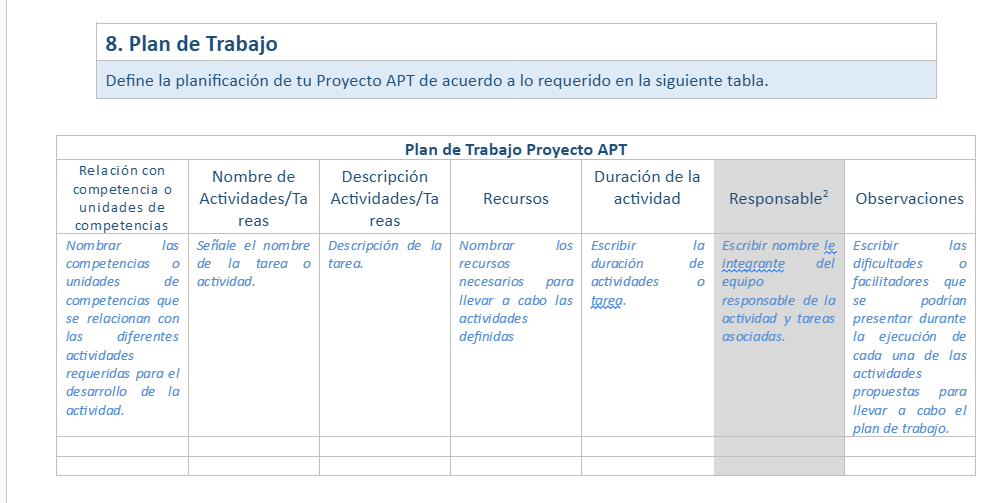 8. Plan de Trabajo
Define la planificación de tu Proyecto APT de acuerdo a lo requerido en la siguiente tabla.
Plan de Trabajo Proyecto APT
Relación con
competencia o
unidades de
competencias
Nombre de
Actividades/Ta
reas
Descripción
Actividades/Ta
reas
Recursos
Duración de la
actividad
Responsable²
Observaciones
Nombrar las
competencias o
unidades de
competencias que
se relacionan con
las diferentes
actividades
requeridas para el
desarrollo de la
actividad.
Señale el nombre
de la tarea o
actividad.
Descripción de la
tarea.
Nombrar los
recursos
necesarios para
llevar a cabo las
actividades
definidas
Escribir la
duración de
actividades o
tarea.
Escribir nombre le
integrante del
equipo
responsable de la
actividad y tareas
asociadas.
Escribir las
dificultades o
facilitadores que
se podrían
presentar durante
la ejecución de
cada una de las
actividades
propuestas para
llevar a cabo el
plan de trabajo.